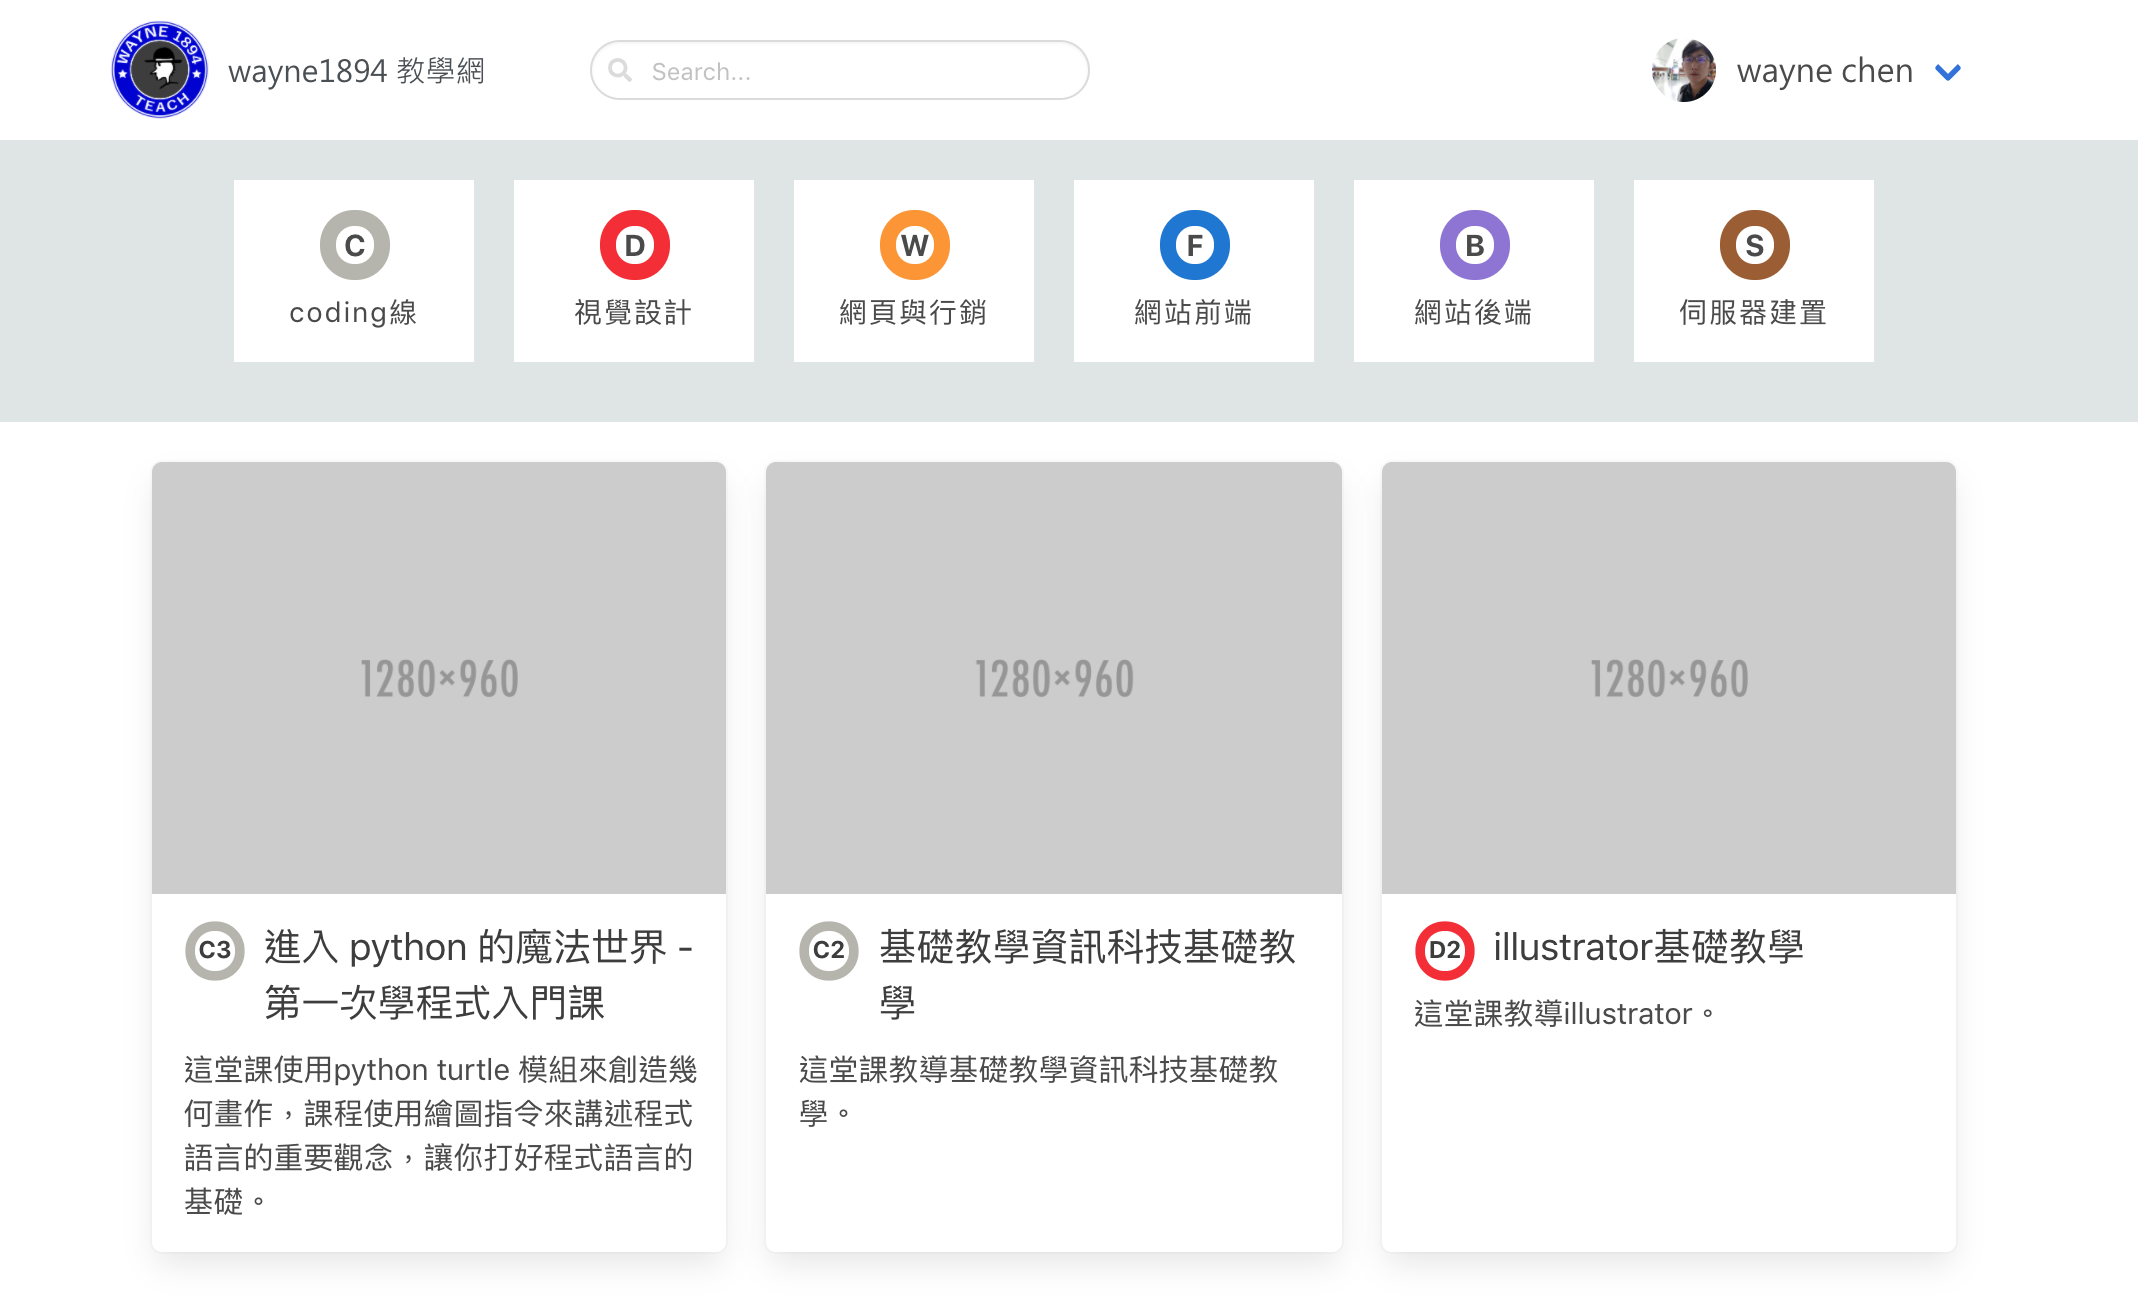 WAYNE 1894
TEACH
wayne1894 教學網
Search...
wayne chen
C
coding線
D
視覺設計
W
網頁與行銷
F
網站前端
B
網站後端
S
伺服器建置
1280×960
C3
進入 python 的魔法世界 -
第一次學程式入門課
這堂課使用python turtle 模組來創造幾
何畫作，課程使用繪圖指令來講述程式
語言的重要觀念，讓你打好程式語言的
基礎。
1280×960
C2
基礎教學資訊科技基礎教
學
這堂課教導基礎教學資訊科技基礎教
學。
1280×960
D2
illustrator基礎教學
這堂課教導illustrator。